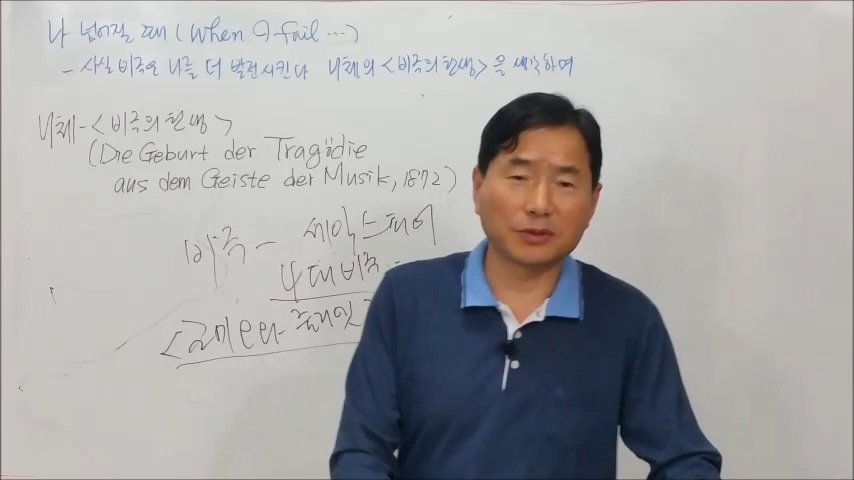 나 넘어질 때 (When I fail ...)
- 사실 비극은 나를 더 발전시킨다 니체의 <비극의 탄생>을 생각하며
니체 - <비극의 탄생>
(Die Geburt der Tragödie
aus dem Geiste der Musik, 1872)
비극 - 셰익스피어
4대 비극
<로미오와 줄리엣